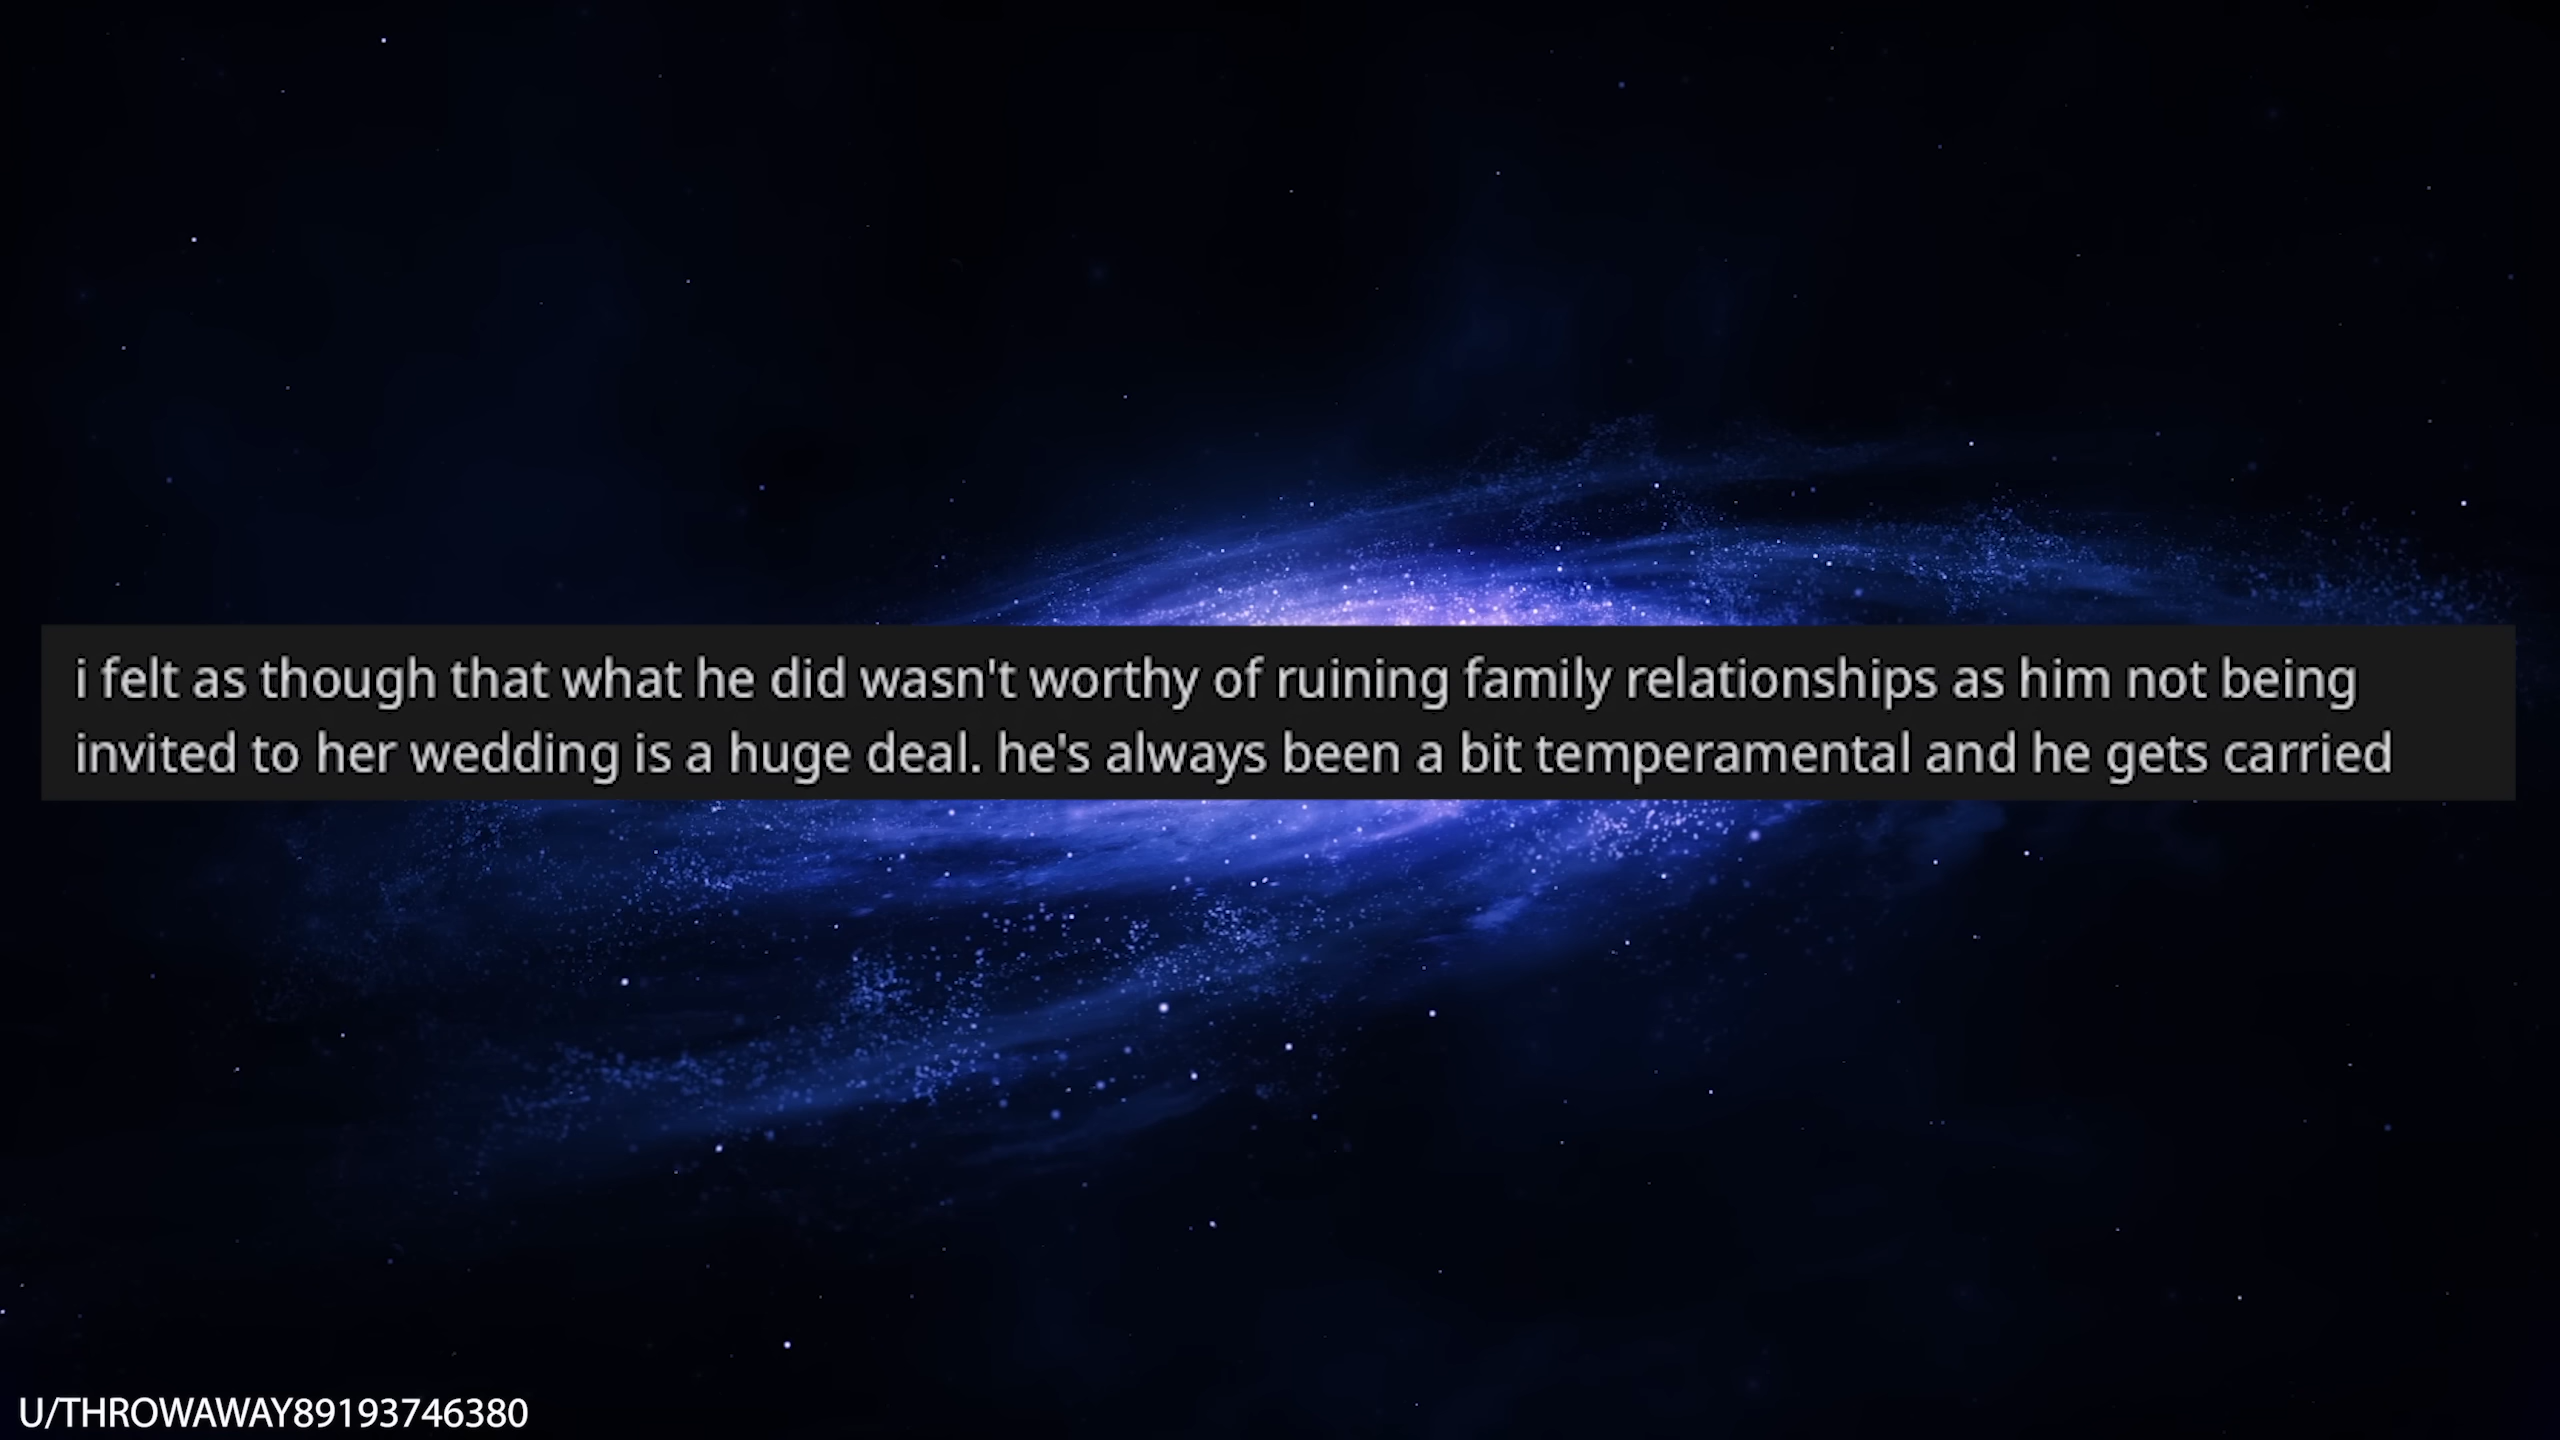 i felt as though that what he did wasn't worthy of ruining family relationships as him not being
invited to her wedding is a huge deal. he's always been a bit temperamental and he gets carried
U/THROWAWAY89193746380